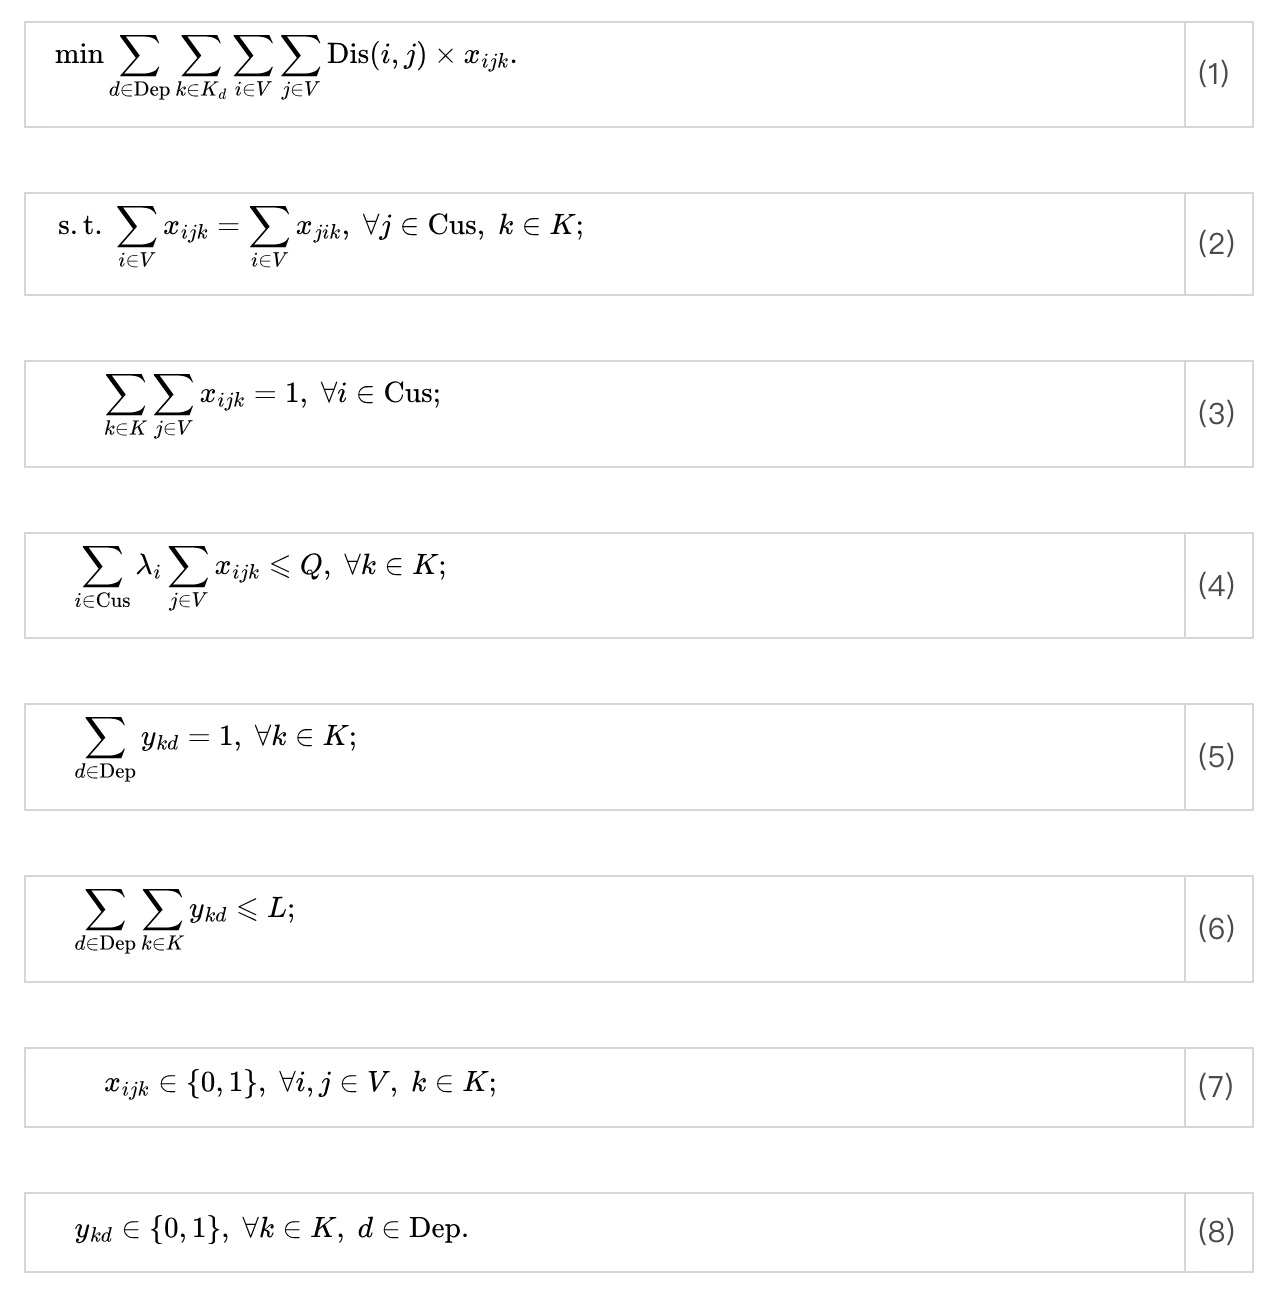 min ∑_{d∈Dep} ∑_{k∈K_d} ∑_{i∈V} ∑_{j∈V} Dis(i, j) × x_{ijk}. (1)
s.t. ∑_{i∈V} x_{ijk} = ∑_{i∈V} x_{jik}, ∀j ∈ Cus, k ∈ K; (2)
∑_{k∈K} ∑_{j∈V} x_{ijk} = 1, ∀i ∈ Cus; (3)
∑_{i∈Cus} λ_i ∑_{j∈V} x_{ijk} ⩽ Q, ∀k ∈ K; (4)
∑_{d∈Dep} y_{kd} = 1, ∀k ∈ K; (5)
∑_{d∈Dep} ∑_{k∈K} y_{kd} ⩽ L; (6)
x_{ijk} ∈ {0, 1}, ∀i, j ∈ V, k ∈ K; (7)
y_{kd} ∈ {0, 1}, ∀k ∈ K, d ∈ Dep. (8)